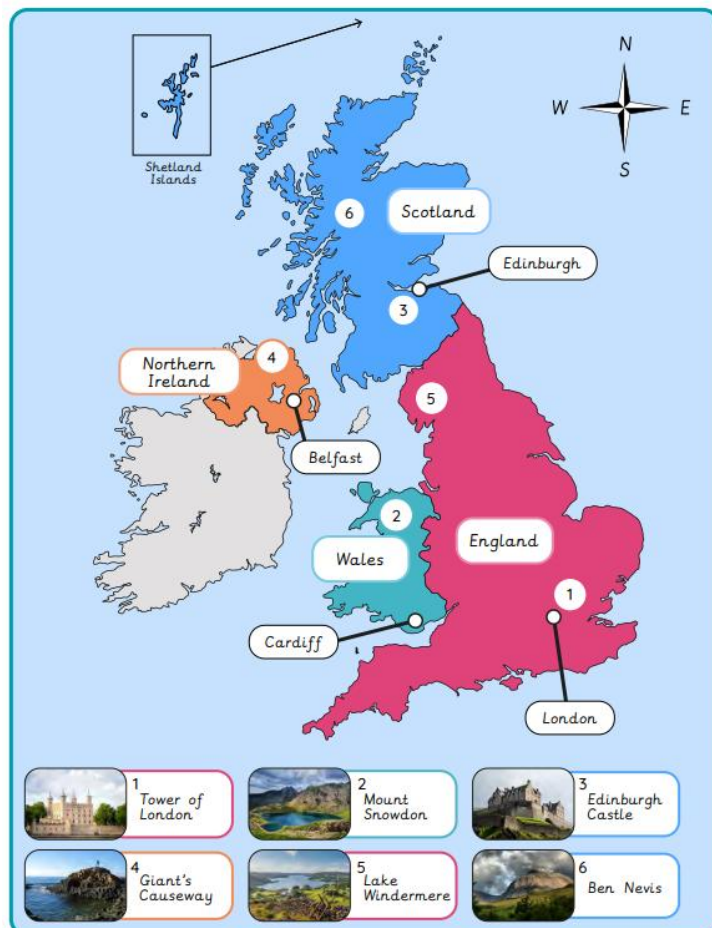 N
W
E
S
Shetland
Islands
6
Scotland
Edinburgh
3
Northern
Ireland
4
5
Belfast
2
Wales
England
1
Cardiff
London
1
Tower of
London
2
Mount
Snowdon
3
Edinburgh
Castle
4
Giant's
Causeway
5
Lake
Windermere
6
Ben Nevis